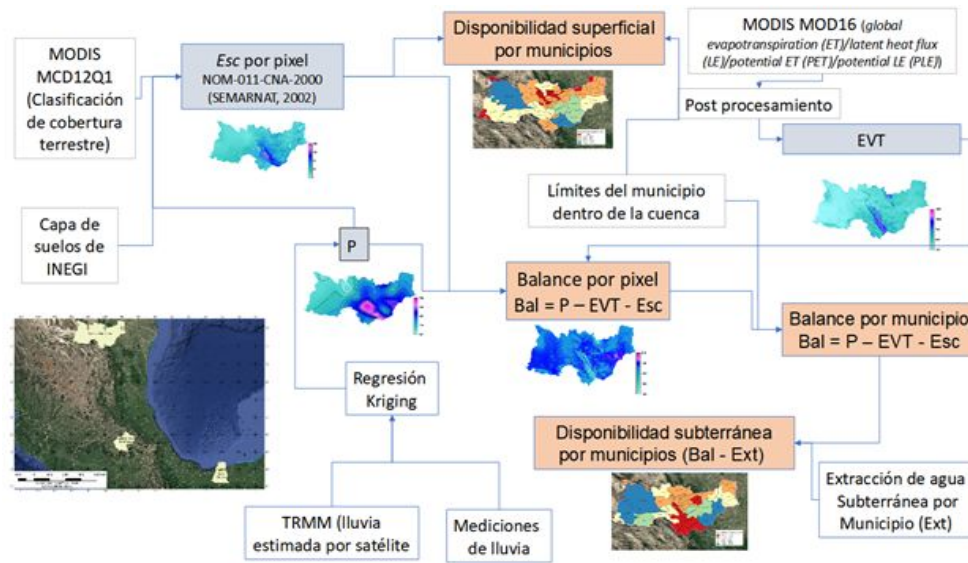 MODIS
MCD12Q1
(Clasificación
de cobertura
terrestre)
Esc por pixel
NOM-011-CNA-2000
(SEMARNAT, 2002)
Disponibilidad superficial
por municipios
MODIS MOD16 (global
evapotranspiration (ET)/latent heat flux
(LE)/potential ET (PET)/potential LE (PLE))
Post procesamiento
EVT
Límites del municipio
dentro de la cuenca
Capa de
suelos de
INEGI
P
Balance por pixel
Bal = P – EVT - Esc
Balance por municipio
Bal = P – EVT - Esc
Regresión
Kriging
Disponibilidad subterránea
por municipios (Bal - Ext)
TRMM (lluvia
estimada por satélite
Mediciones
de lluvia
Extracción de agua
Subterránea por
Municipio (Ext)